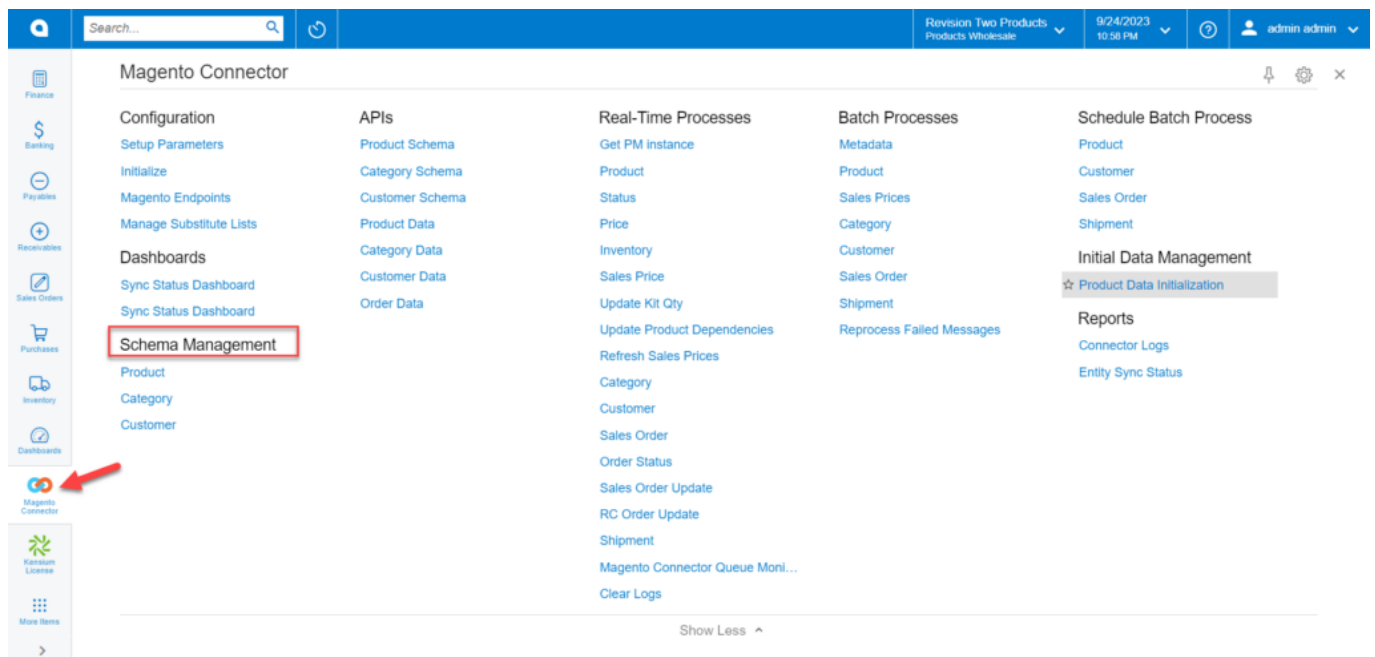 Search...
Revision Two Products
Products Wholesale
9/24/2023
10:58 PM
admin admin
Finance
Banking
Payables
Receivables
Sales Orders
Purchases
Inventory
Dashboards
Magento
Connector
Kensium
License
More Items
Magento Connector
Configuration
Setup Parameters
Initialize
Magento Endpoints
Manage Substitute Lists
Dashboards
Sync Status Dashboard
Sync Status Dashboard
Schema Management
Product
Category
Customer
APIs
Product Schema
Category Schema
Customer Schema
Product Data
Category Data
Customer Data
Order Data
Real-Time Processes
Get PM instance
Product
Status
Price
Inventory
Sales Price
Update Kit Qty
Update Product Dependencies
Refresh Sales Prices
Category
Customer
Sales Order
Order Status
Sales Order Update
RC Order Update
Shipment
Magento Connector Queue Moni...
Clear Logs
Batch Processes
Metadata
Product
Sales Prices
Category
Customer
Sales Order
Shipment
Reprocess Failed Messages
Schedule Batch Process
Product
Customer
Sales Order
Shipment
Initial Data Management
Product Data Initialization
Reports
Connector Logs
Entity Sync Status
Show Less